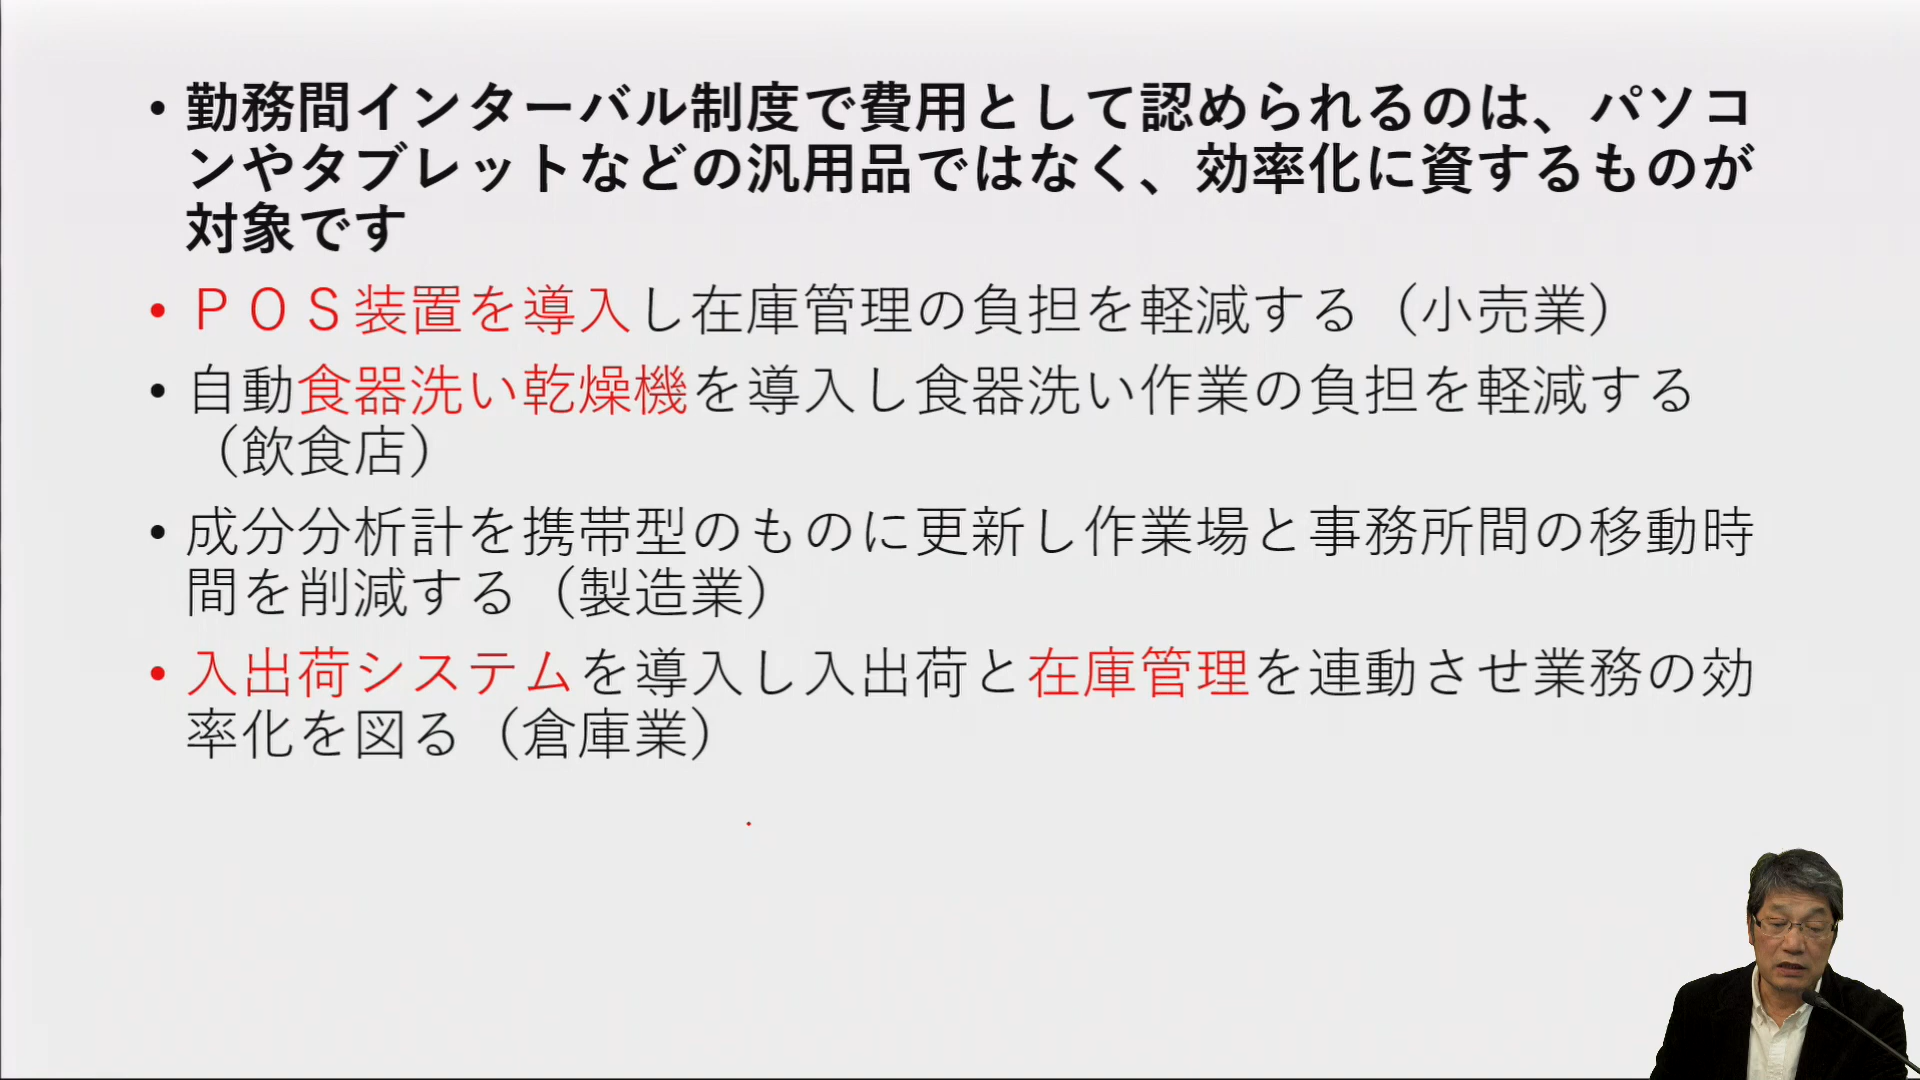 • 勤務間インターバル制度で費用として認められるのは、パソコ
ンやタブレットなどの汎用品ではなく、効率化に資するものが
対象です
• ＰＯＳ装置を導入し在庫管理の負担を軽減する（小売業）
• 自動食器洗い乾燥機を導入し食器洗い作業の負担を軽減する
（飲食店）
• 成分分析計を携帯型のものに更新し作業場と事務所間の移動時
間を削減する（製造業）
• 入出荷システムを導入し入出荷と在庫管理を連動させ業務の効
率化を図る（倉庫業）